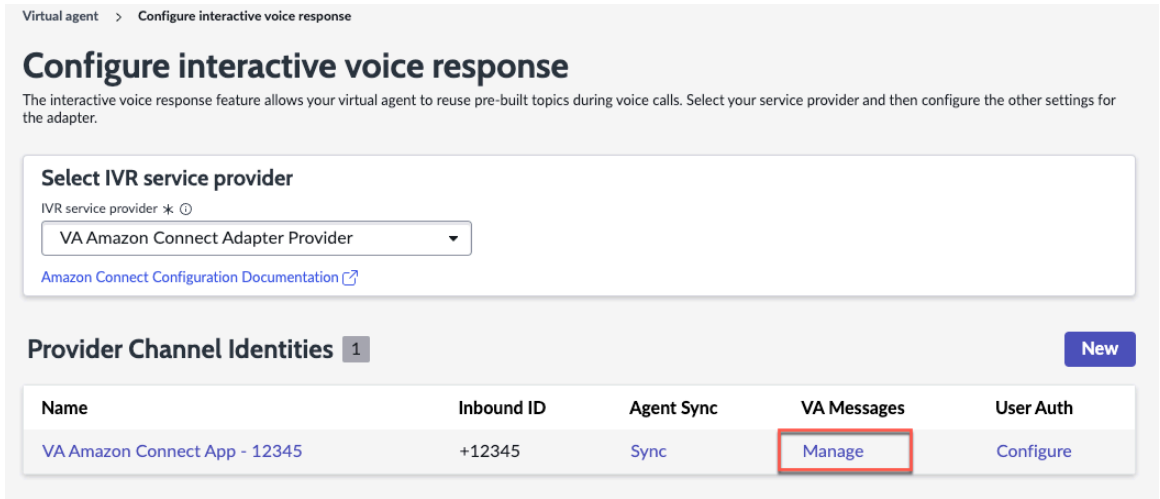 Virtual agent > Configure interactive voice response
Configure interactive voice response
The interactive voice response feature allows your virtual agent to reuse pre-built topics during voice calls. Select your service provider and then configure the other settings for
the adapter.
Select IVR service provider
IVR service provider * ⓘ
VA Amazon Connect Adapter Provider
Amazon Connect Configuration Documentation
Provider Channel Identities 1 New
Name Inbound ID Agent Sync VA Messages User Auth
VA Amazon Connect App - 12345 +12345 Sync Manage Configure